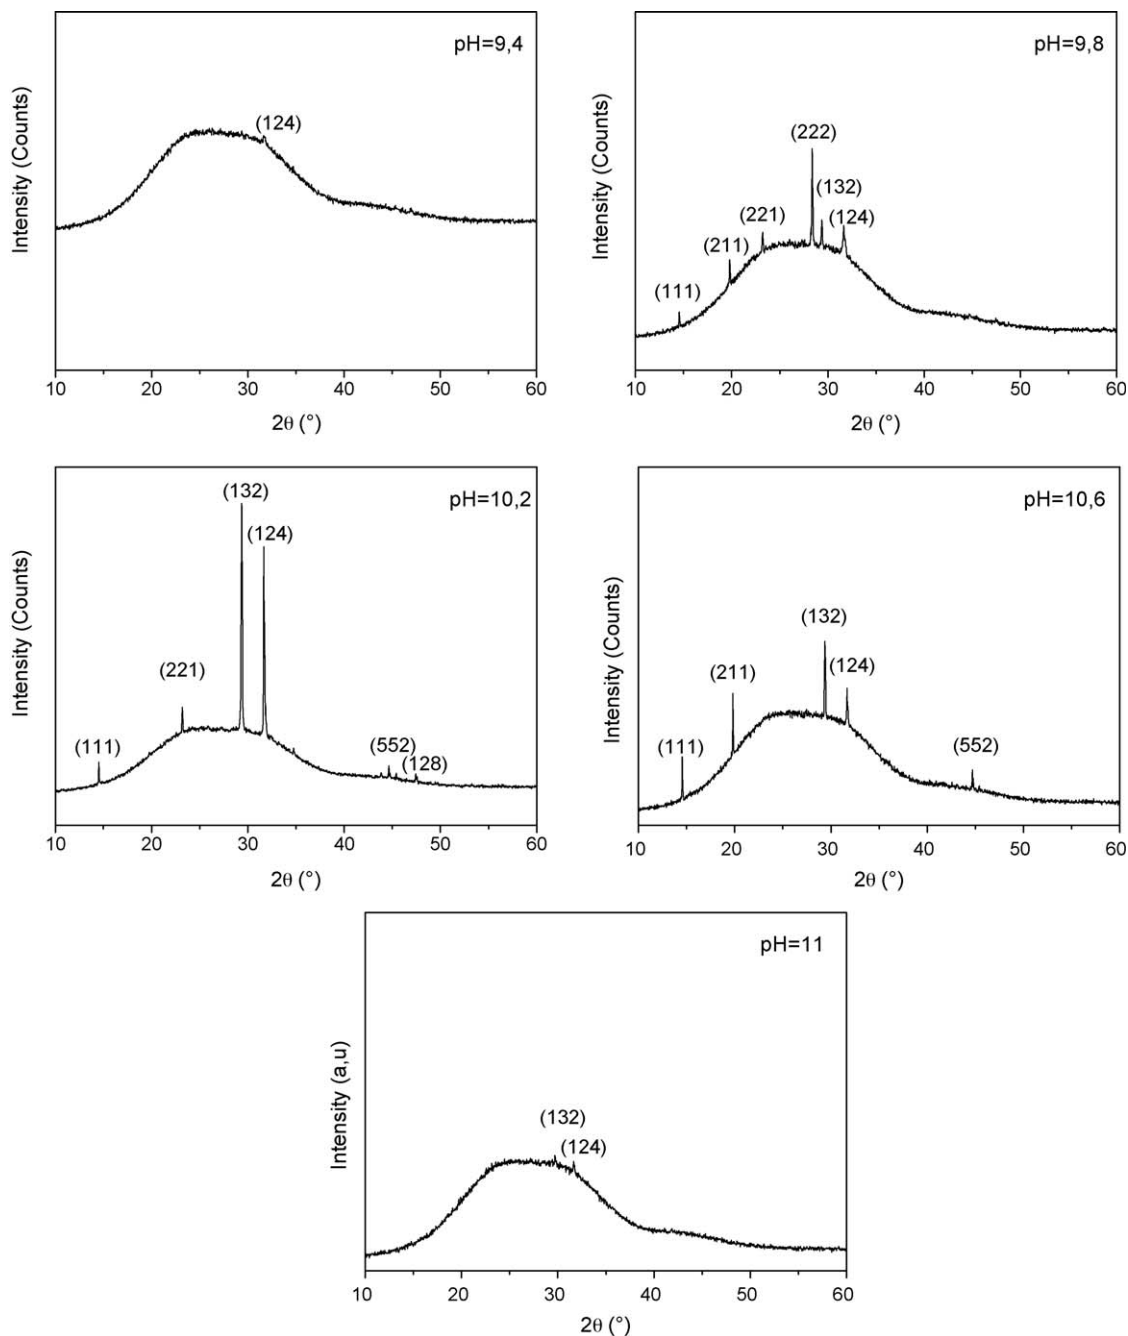 pH=9,4
(124)
Intensity (Counts)
10 20 30 40 50 60
2θ (°)
pH=9,8
(222)
(132)
(221)
(124)
(211)
(111)
Intensity (Counts)
10 20 30 40 50 60
2θ (°)
pH=10,2
(132)
(124)
(221)
(111)
(552)
(128)
Intensity (Counts)
10 20 30 40 50 60
2θ (°)
pH=10,6
(132)
(211)
(124)
(111)
(552)
Intensity (Counts)
10 20 30 40 50 60
2θ (°)
pH=11
(132)
(124)
Intensity (a,u)
10 20 30 40 50 60
2θ (°)